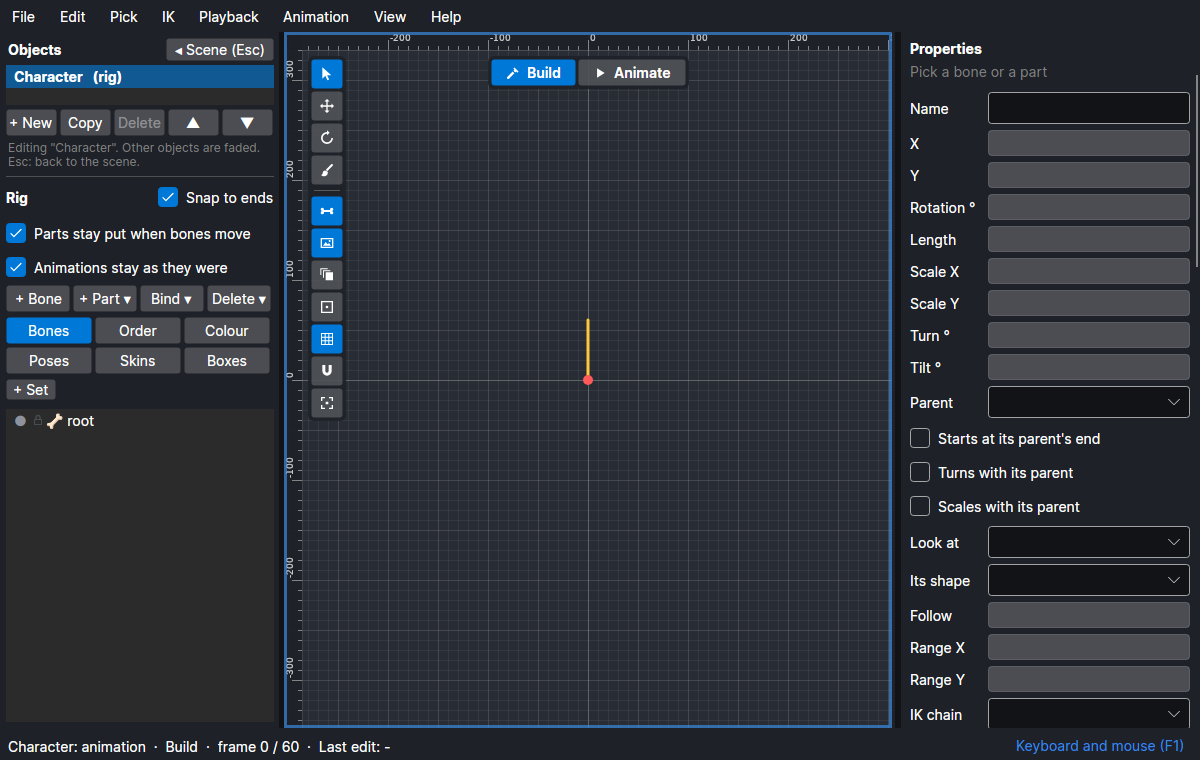 File Edit Pick IK Playback Animation View Help
Objects ◂ Scene (Esc)
Character (rig)
+ New Copy Delete ▲ ▼
Editing "Character". Other objects are faded.
Esc: back to the scene.
Rig Snap to ends
Parts stay put when bones move
Animations stay as they were
+ Bone + Part ▾ Bind ▾ Delete ▾
Bones Order Colour
Poses Skins Boxes
+ Set
root
-200 -100 0 100 200
300
200
100
0
-100
-200
-300
Build Animate
Properties
Pick a bone or a part
Name
X
Y
Rotation °
Length
Scale X
Scale Y
Turn °
Tilt °
Parent
Starts at its parent's end
Turns with its parent
Scales with its parent
Look at
Its shape
Follow
Range X
Range Y
IK chain
Character: animation · Build · frame 0 / 60 · Last edit: -
Keyboard and mouse (F1)